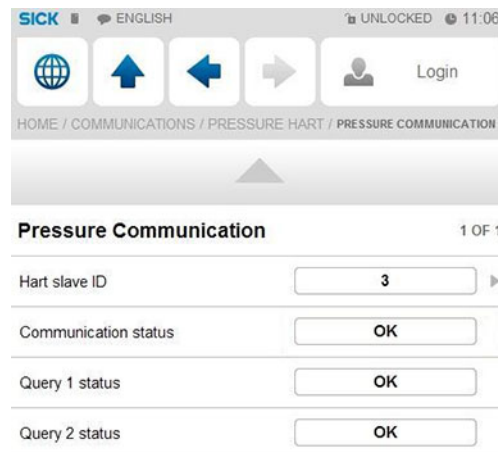 SICK ENGLISH UNLOCKED 11:06
Login
HOME / COMMUNICATIONS / PRESSURE HART / PRESSURE COMMUNICATION
Pressure Communication 1 OF 1
Hart slave ID 3
Communication status OK
Query 1 status OK
Query 2 status OK